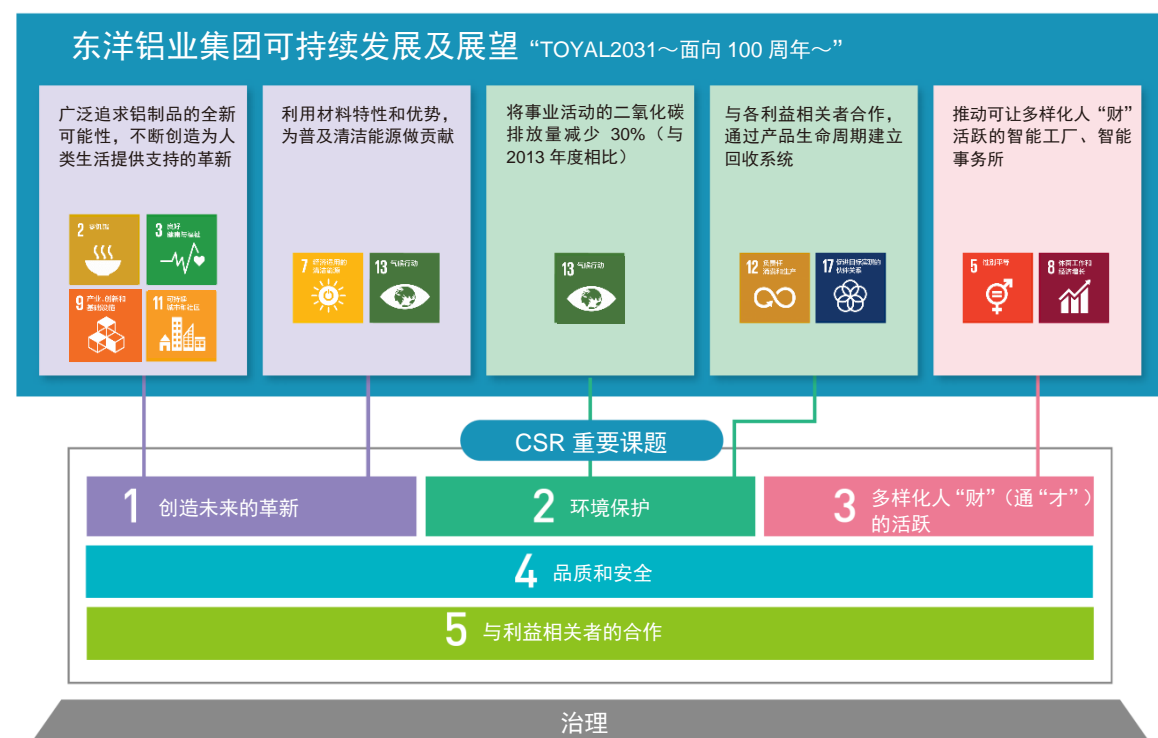 东洋铝业集团可持续发展及展望 “TOYAL2031～面向 100 周年～”
广泛追求铝制品的全新
可能性，不断创造为人
类生活提供支持的革新
2 零饥饿
3 良好
健康与福祉
9 产业、创新和
基础设施
11 可持续
城市和社区
利用材料特性和优势，
为普及清洁能源做贡献
7 经济适用的
清洁能源
13 气候行动
将事业活动的二氧化碳
排放量减少 30%（与
2013 年度相比）
13 气候行动
与各利益相关者合作，
通过产品生命周期建立
回收系统
12 负责任
消费和生产
17 促进目标实现的
伙伴关系
推动可让多样化人 “财”
活跃的智能工厂、智能
事务所
5 性别平等
8 体面工作和
经济增长
CSR 重要课题
1 创造未来的革新
2 环境保护
3 多样化人 “财”（通 “才”）
的活跃
4 品质和安全
5 与利益相关者的合作
治理